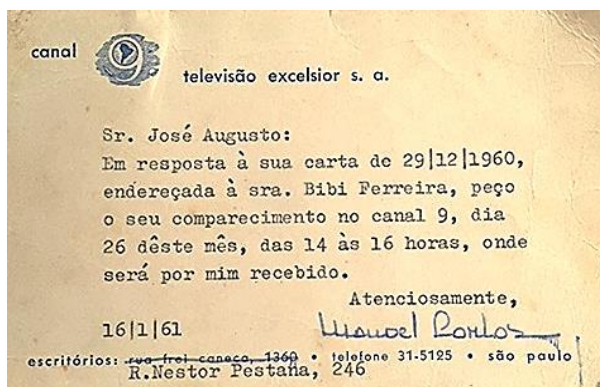 canal 9
televisão excelsior s. a.
Sr. José Augusto:
Em resposta à sua carta de 29|12|1960,
endereçada à sra. Bibi Ferreira, peço
o seu comparecimento no canal 9, dia
26 dêste mês, das 14 às 16 horas, onde
será por mim recebido.
Atenciosamente,
16|1|61
Manoel Carlos
escritórios: rua frei caneca, 1360 • telefone 31-5125 • são paulo
R.Nestor Pestana, 246